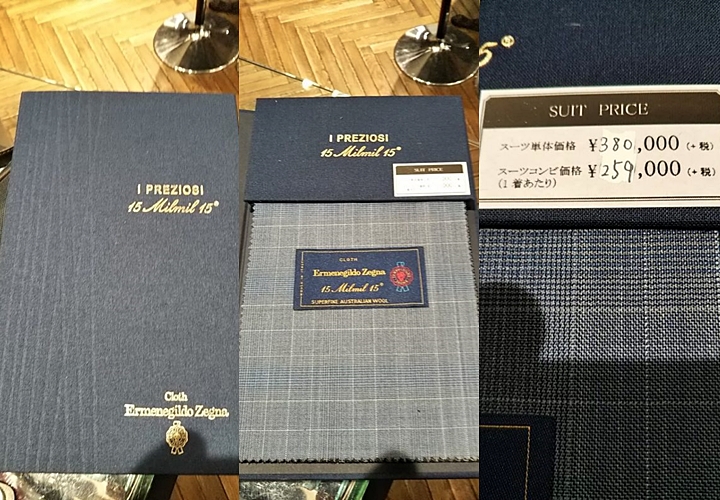 I PREZIOSI
15 Milmil 15®
Cloth
Ermenegildo Zegna
I PREZIOSI
15 Milmil 15®
SUIT PRICE
CLOTH
Ermenegildo Zegna
15 Milmil 15®
SUPERFINE AUSTRALIAN WOOL
5®
SUIT PRICE
スーツ単体価格 ¥380,000 (+税)
スーツコンビ価格 ¥259,000 (+税)
(1着あたり)